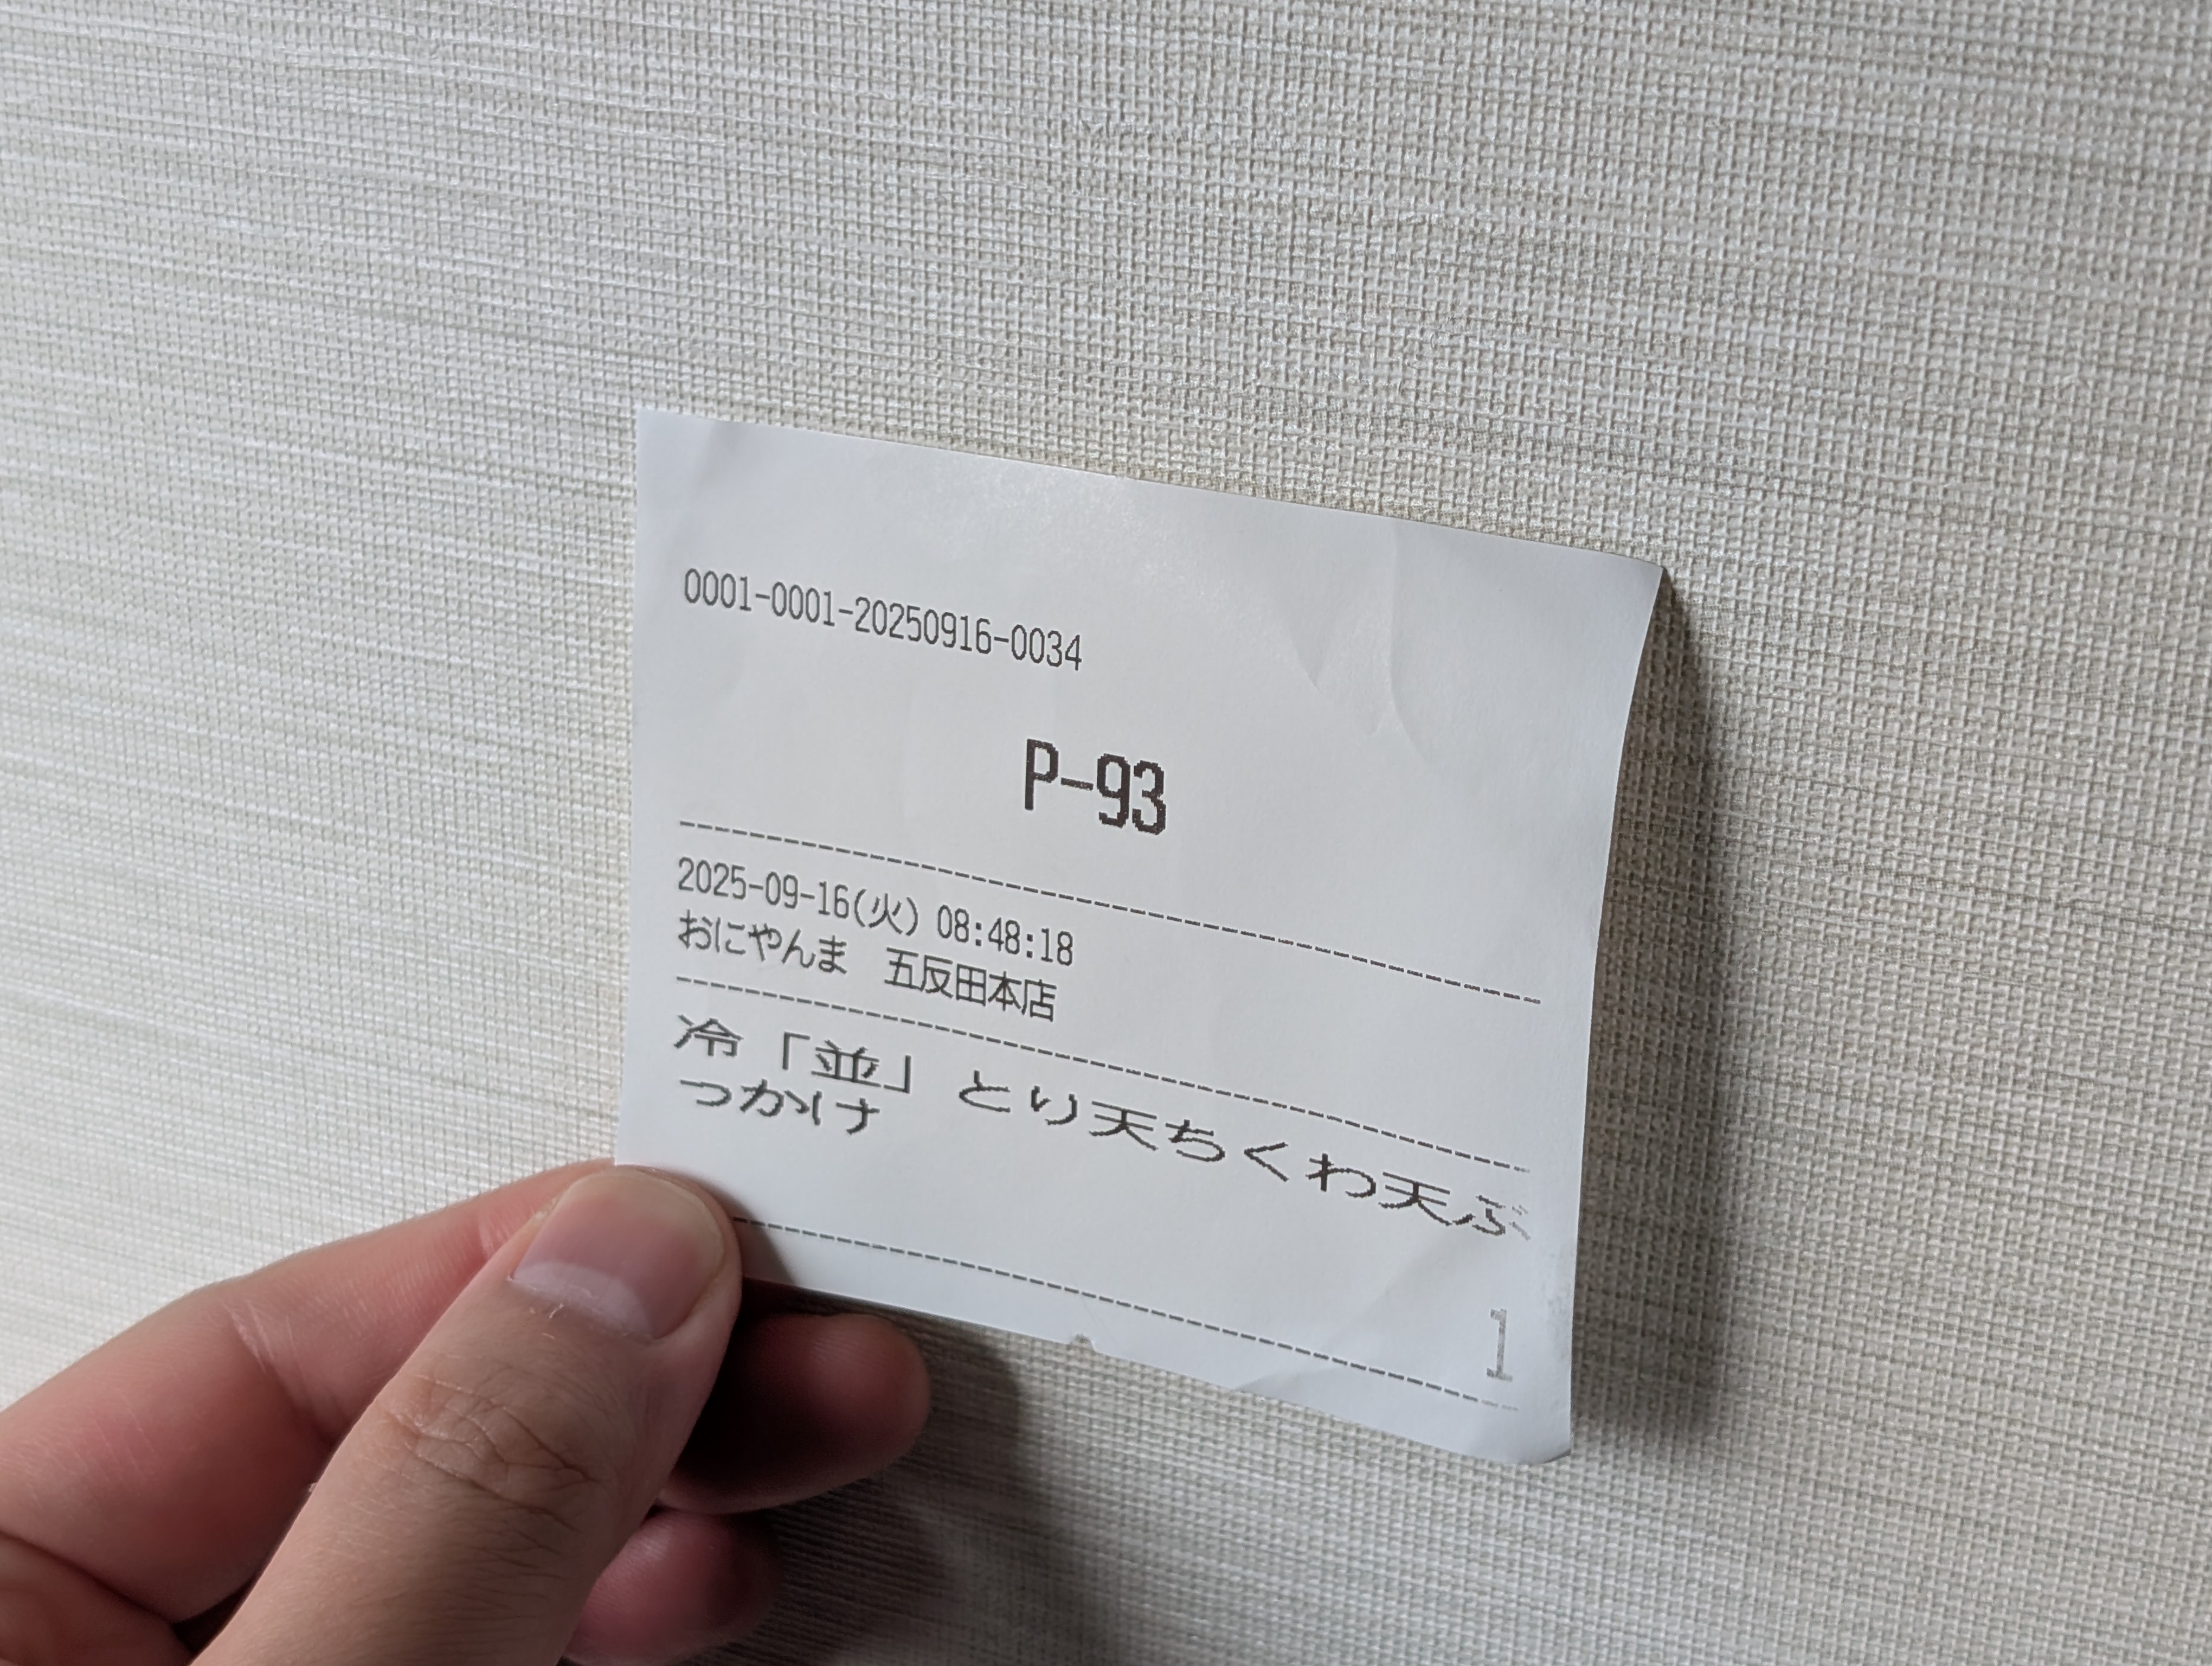 0001-0001-20250916-0034
P-93
2025-09-16(火) 08:48:18
おにやんま 五反田本店
冷「並」とり天ちくわ天ぶ
っかけ
1